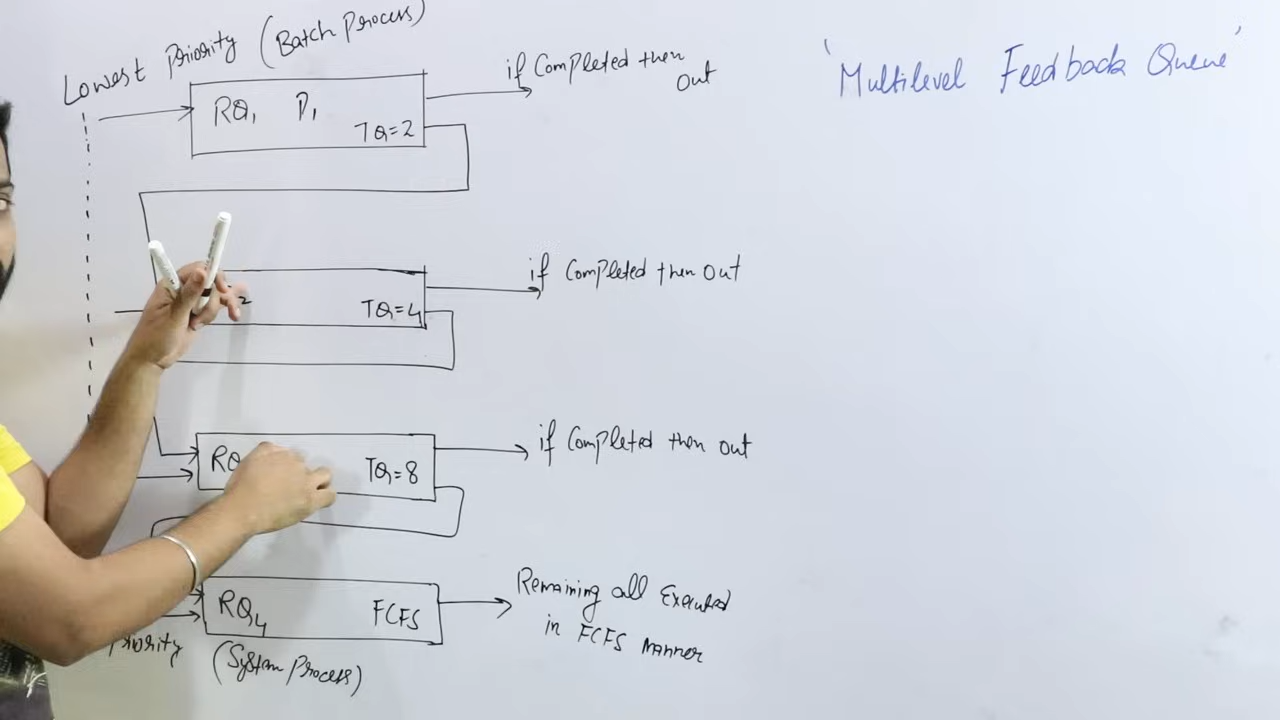 Lowest Priority (Batch Process)
RQ1 P1
TQ=2
if Completed then
out
'Multilevel Feedback Queue'
2
TQ=4
if Completed then out
RQ
TQ=8
if Completed then out
RQ4
FCFS
Remaining all Executed
in FCFS manner
priority
(System Process)